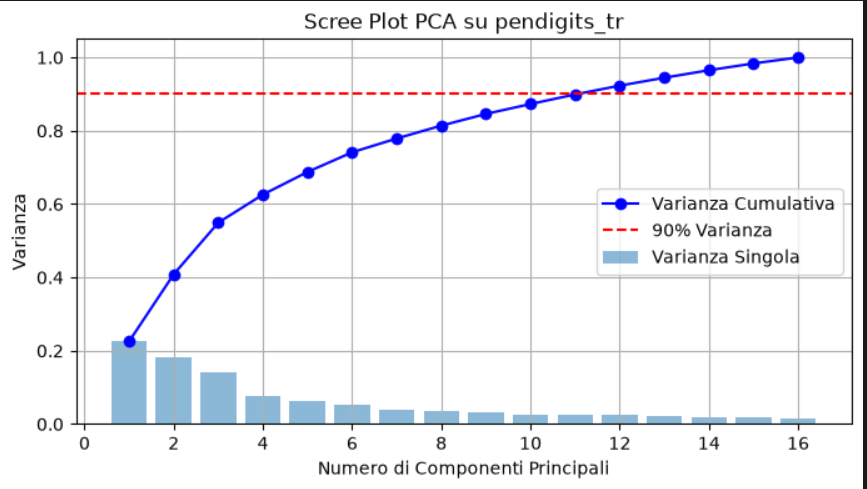 Scree Plot PCA su pendigits_tr
1.0
0.8
0.6
0.4
0.2
0.0
Varianza
Varianza Cumulativa
90% Varianza
Varianza Singola
0 2 4 6 8 10 12 14 16
Numero di Componenti Principali